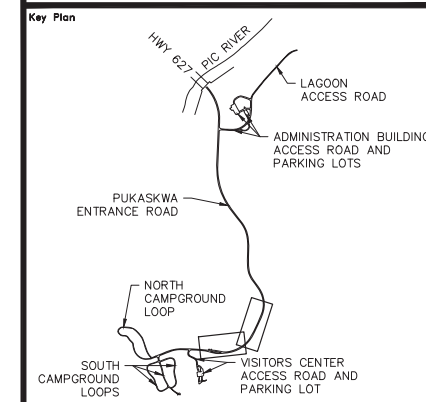 Key Plan
HWY 627
PIC RIVER
LAGOON
ACCESS ROAD
ADMINISTRATION BUILDING
ACCESS ROAD AND
PARKING LOTS
PUKASKWA
ENTRANCE ROAD
NORTH
CAMPGROUND
LOOP
SOUTH
CAMPGROUND
LOOPS
VISITORS CENTER
ACCESS ROAD AND
PARKING LOT